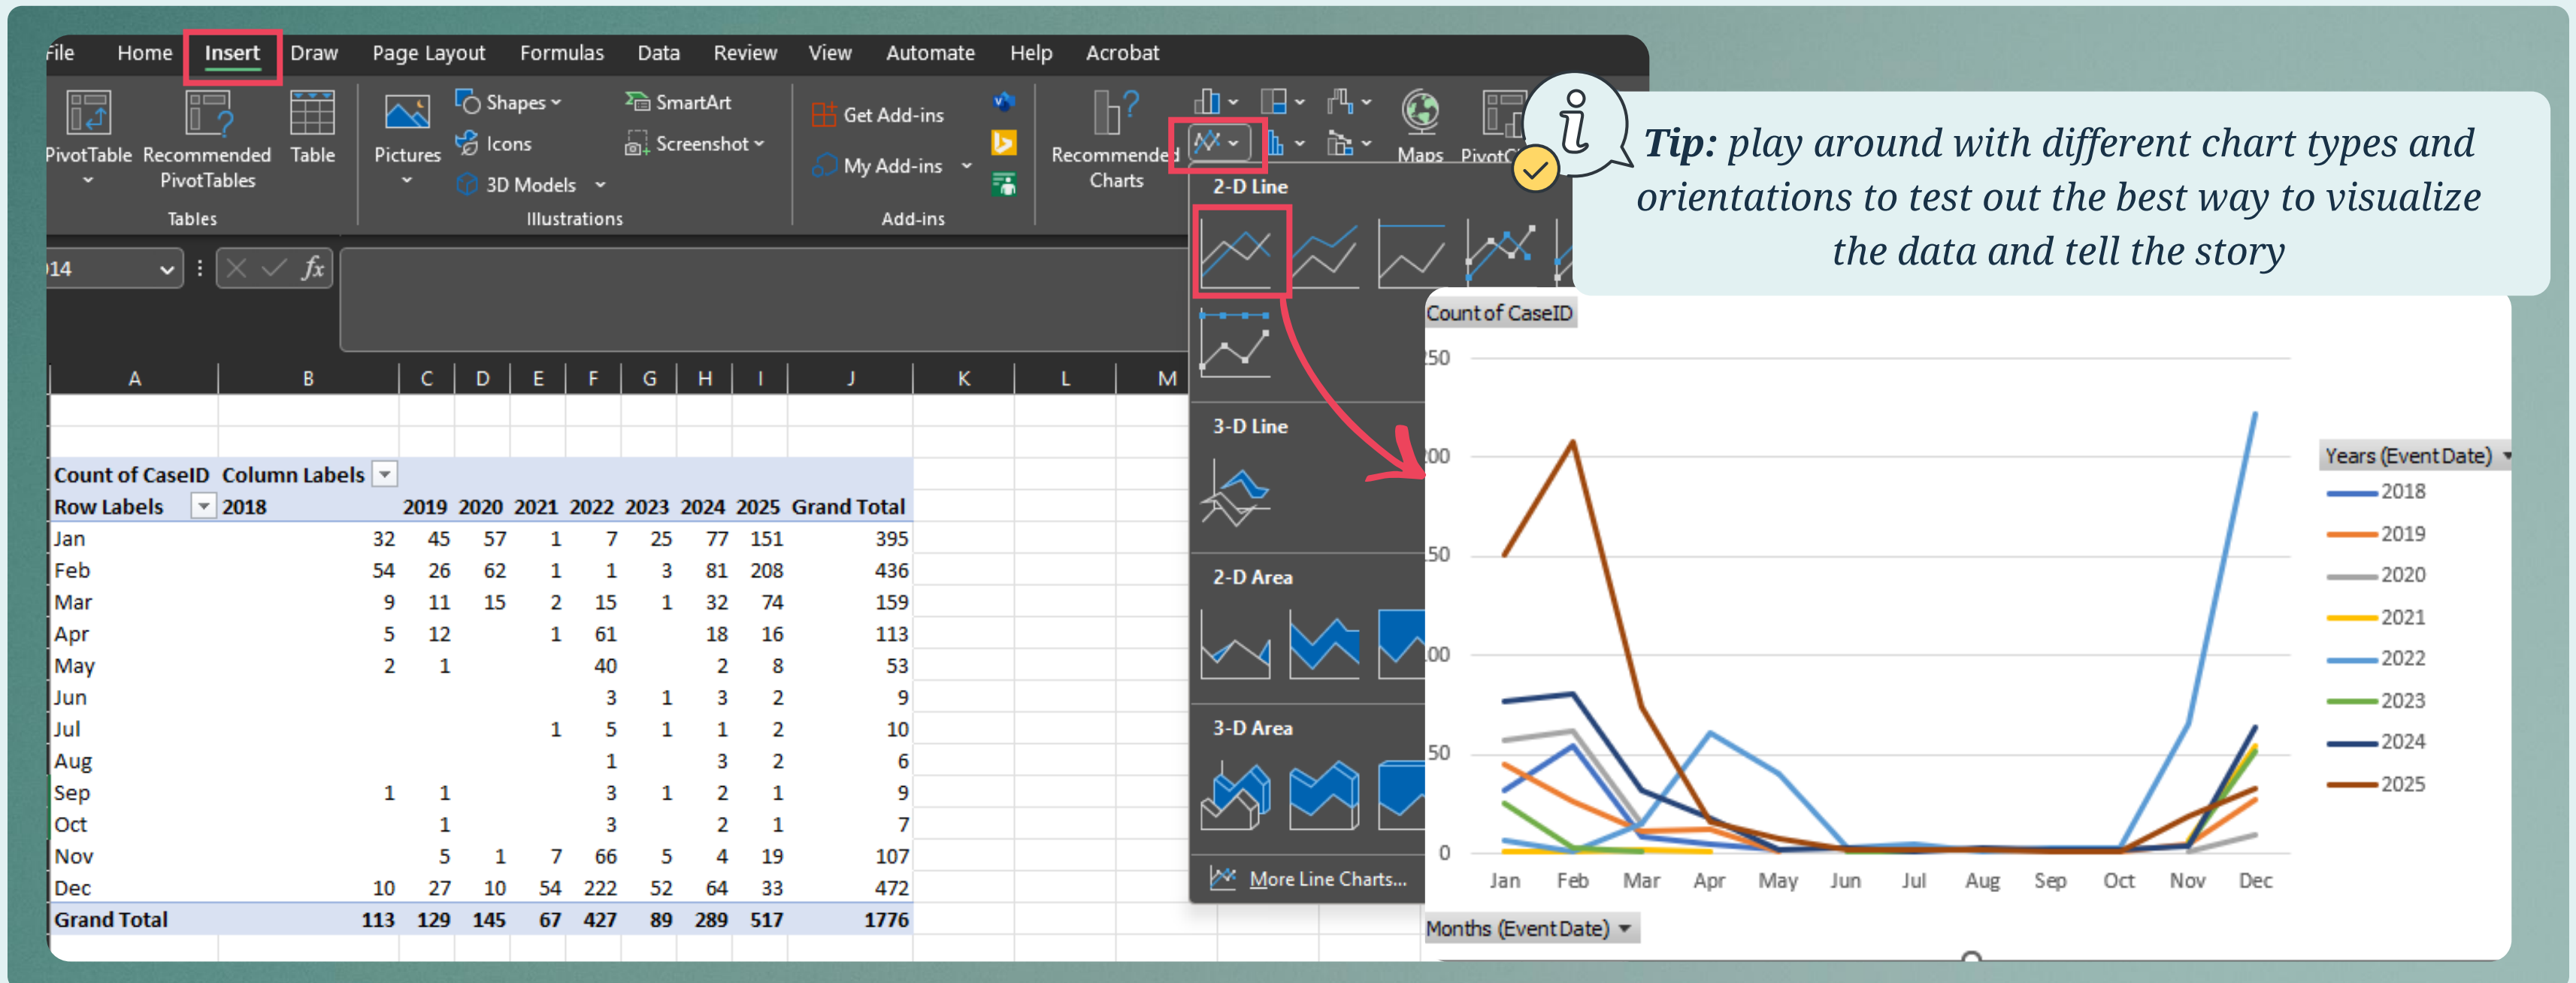 File Home Insert Draw Page Layout Formulas Data Review View Automate Help Acrobat
PivotTable Recommended PivotTables Table
Tables
Pictures Shapes Icons 3D Models SmartArt Screenshot
Illustrations
Get Add-ins
My Add-ins
Add-ins
Recommended Charts
Maps
2-D Line
3-D Line
2-D Area
3-D Area
More Line Charts...
i
Tip: play around with different chart types and
orientations to test out the best way to visualize
the data and tell the story
fx
A B C D E F G H I J K L M
Count of CaseID Column Labels
Row Labels 2018 2019 2020 2021 2022 2023 2024 2025 Grand Total
Jan 32 45 57 1 7 25 77 151 395
Feb 54 26 62 1 1 3 81 208 436
Mar 9 11 15 2 15 1 32 74 159
Apr 5 12 1 61 18 16 113
May 2 1 40 2 8 53
Jun 3 1 3 2 9
Jul 1 5 1 1 2 10
Aug 1 3 2 6
Sep 1 1 3 1 2 1 9
Oct 1 3 2 1 7
Nov 5 1 7 66 5 4 19 107
Dec 10 27 10 54 222 52 64 33 472
Grand Total 113 129 145 67 427 89 289 517 1776
Count of CaseID
50
0
Jan Feb Mar Apr May Jun Jul Aug Sep Oct Nov Dec
Months (EventDate)
Years (EventDate)
2018
2019
2020
2021
2022
2023
2024
2025